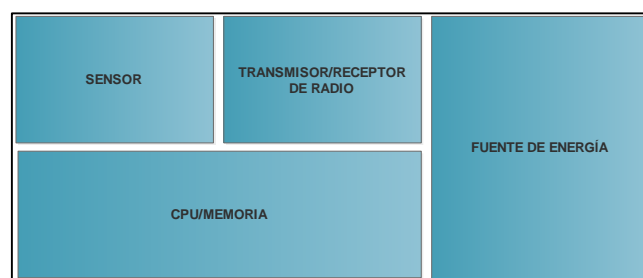 SENSOR
TRANSMISOR/RECEPTOR
DE RADIO
FUENTE DE ENERGÍA
CPU/MEMORIA